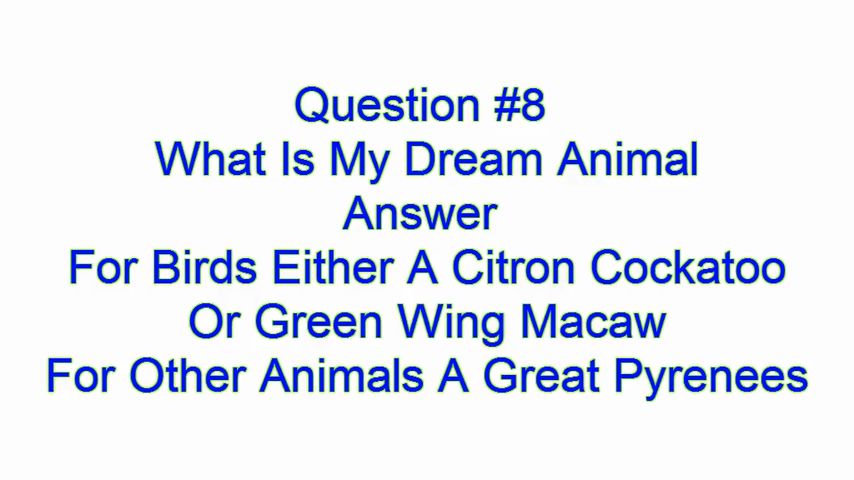 Question #8
What Is My Dream Animal
Answer
For Birds Either A Citron Cockatoo
Or Green Wing Macaw
For Other Animals A Great Pyrenees